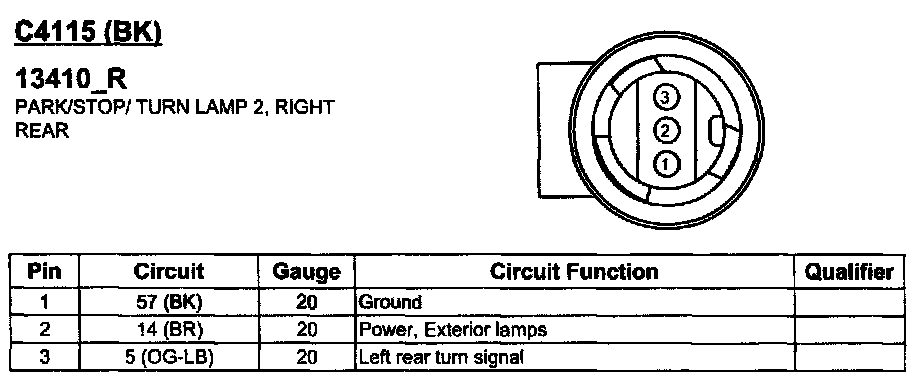 C4115 (BK)
13410_R
PARK/STOP/ TURN LAMP 2, RIGHT
REAR
3
2
1
Pin Circuit Gauge Circuit Function Qualifier
1 57 (BK) 20 Ground
2 14 (BR) 20 Power, Exterior lamps
3 5 (OG-LB) 20 Left rear turn signal